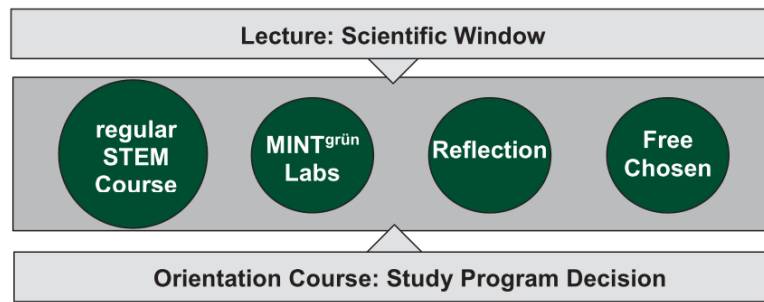 Lecture: Scientific Window
regular
STEM
Course
MINTgrün
Labs
Reflection
Free
Chosen
Orientation Course: Study Program Decision